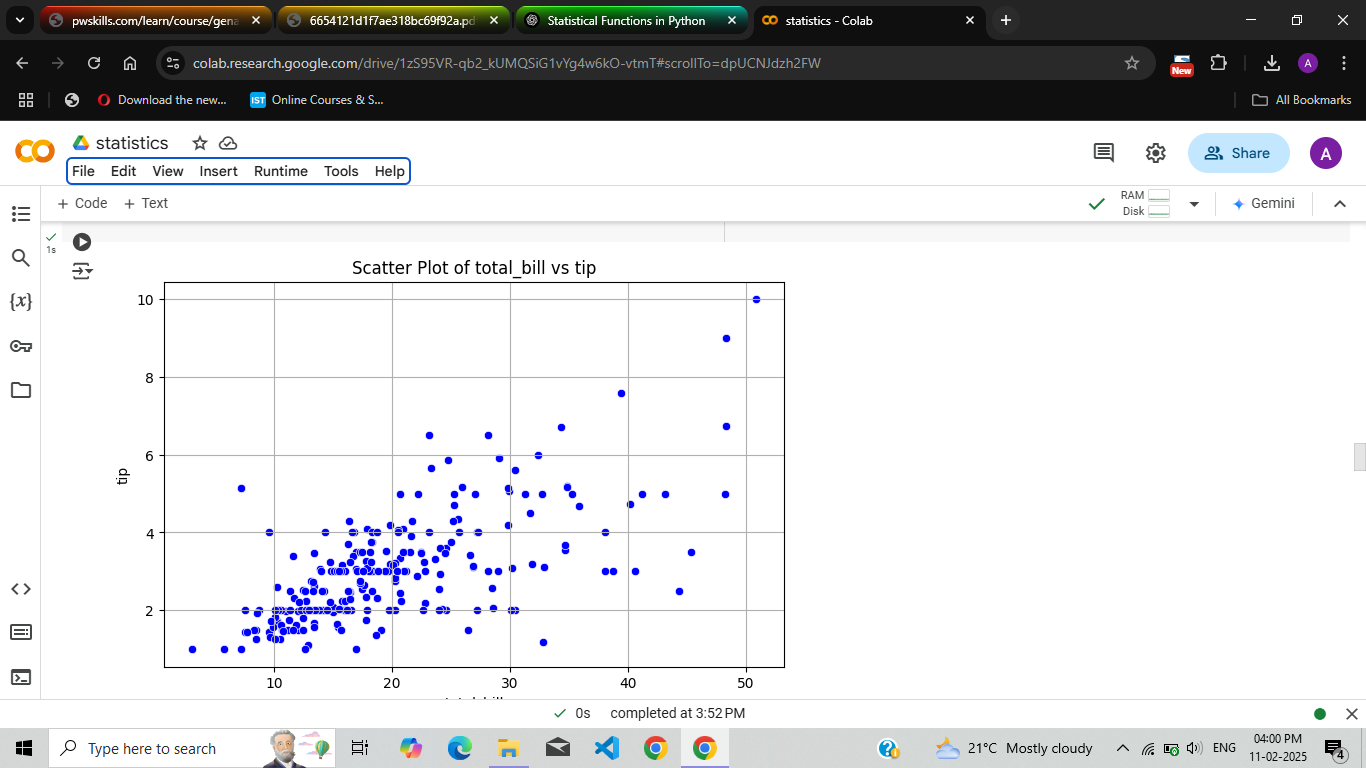 pwskills.com/learn/course/gena
6654121d1f7ae318bc69f92a.pd
Statistical Functions in Python
statistics - Colab
colab.research.google.com/drive/1zS95VR-qb2_kUMQSiG1vYg4w6kO-vtmT#scrollTo=dpUCNJdzh2FW
New
A
Download the new...
IST
Online Courses & S...
All Bookmarks
statistics
File Edit View Insert Runtime Tools Help
Share
A
+ Code + Text
RAM
Disk
Gemini
1s
{x}
Scatter Plot of total_bill vs tip
10
8
6
4
2
tip
10 20 30 40 50
total_bill
0s completed at 3:52 PM
Type here to search
21°C Mostly cloudy
ENG
04:00 PM
11-02-2025
4